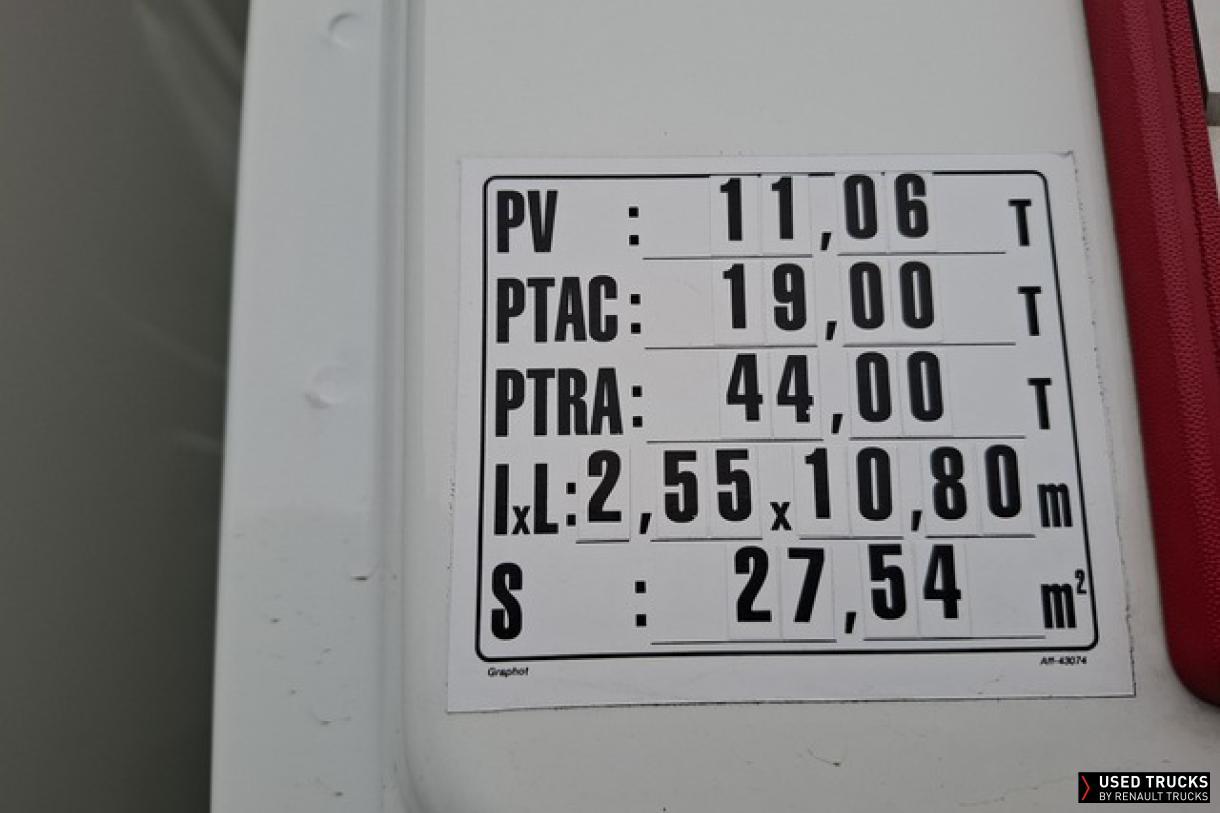 PV : 11,06 T
PTAC: 19,00 T
PTRA: 44,00 T
lxL: 2,55 x 10,80 m
S : 27,54 m²
Graphot Aff-43074
USED TRUCKS
BY RENAULT TRUCKS